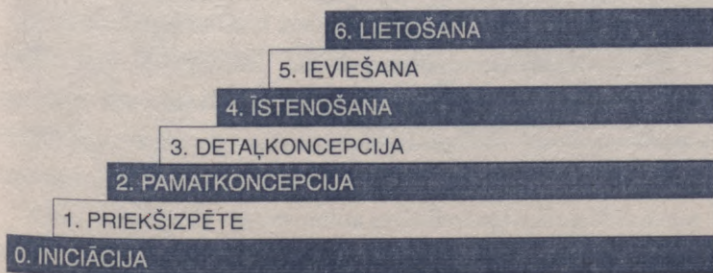 6. LIETOŠANA
5. IEVIEŠANA
4. ĪSTENOŠANA
3. DETAĻKONCEPCIJA
2. PAMATKONCEPCIJA
1. PRIEKŠIZPĒTE
0. INICIĀCIJA